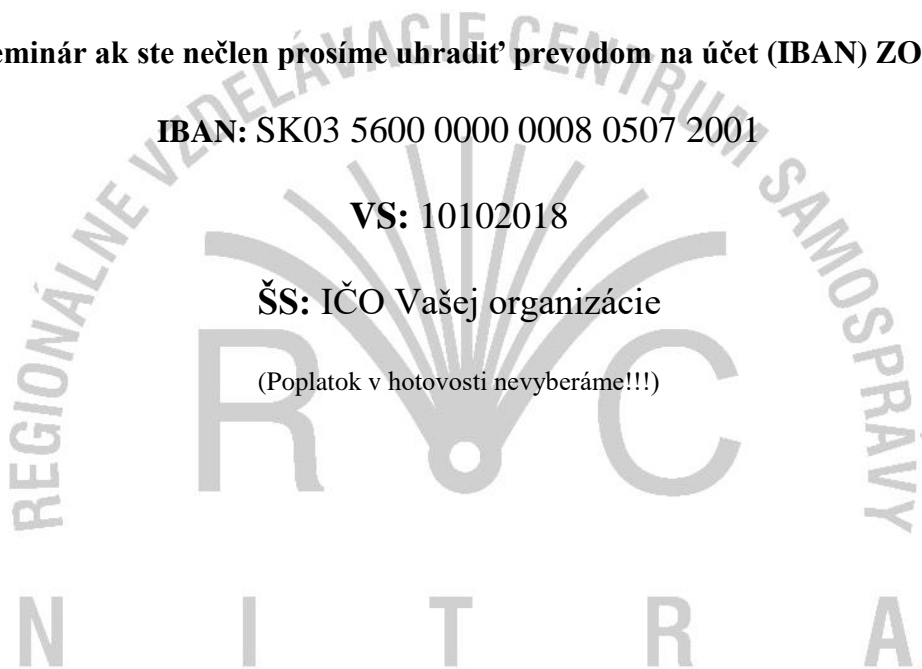 eminár ak ste nečlen prosíme uhradiť prevodom na účet (IBAN) ZO
IBAN: SK03 5600 0000 0008 0507 2001
VS: 10102018
ŠS: IČO Vašej organizácie
(Poplatok v hotovosti nevyberáme!!!)
REGIONÁLNE VZDELÁVACIE CENTRUM SAMOSPRÁVY
R C
N I T R A